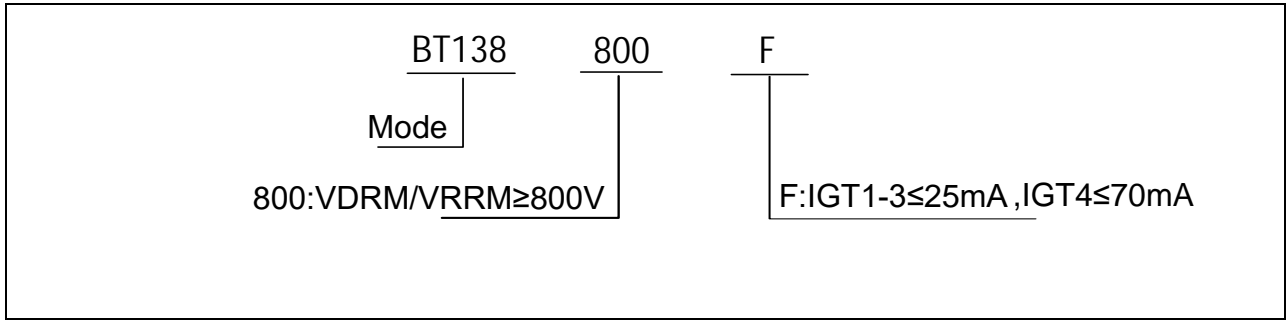 BT138 800 F
Mode
800:VDRM/VRRM≥800V F:IGT1-3≤25mA ,IGT4≤70mA